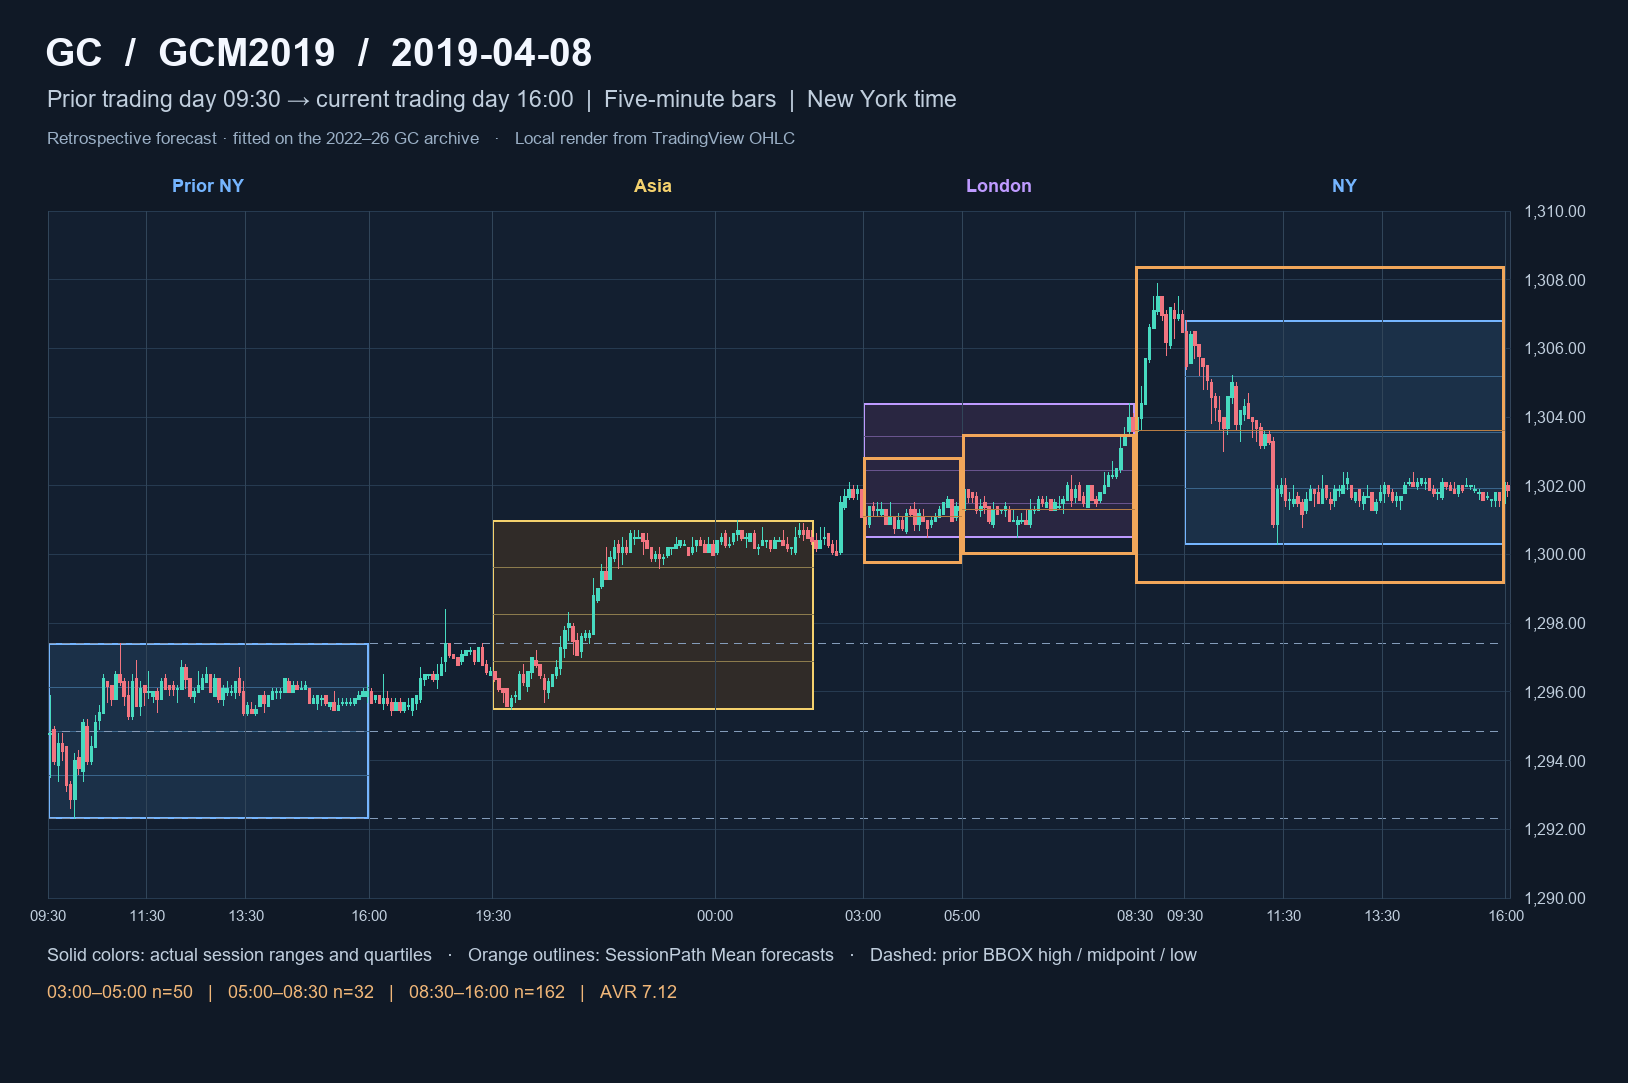 GC / GCM2019 / 2019-04-08
Prior trading day 09:30 → current trading day 16:00 | Five-minute bars | New York time
Retrospective forecast · fitted on the 2022–26 GC archive · Local render from TradingView OHLC
Prior NY Asia London NY
1,310.00
1,308.00
1,306.00
1,304.00
1,302.00
1,300.00
1,298.00
1,296.00
1,294.00
1,292.00
1,290.00
09:30 11:30 13:30 16:00 19:30 00:00 03:00 05:00 08:30 09:30 11:30 13:30 16:00
Solid colors: actual session ranges and quartiles · Orange outlines: SessionPath Mean forecasts · Dashed: prior BBOX high / midpoint / low
03:00–05:00 n=50 | 05:00–08:30 n=32 | 08:30–16:00 n=162 | AVR 7.12